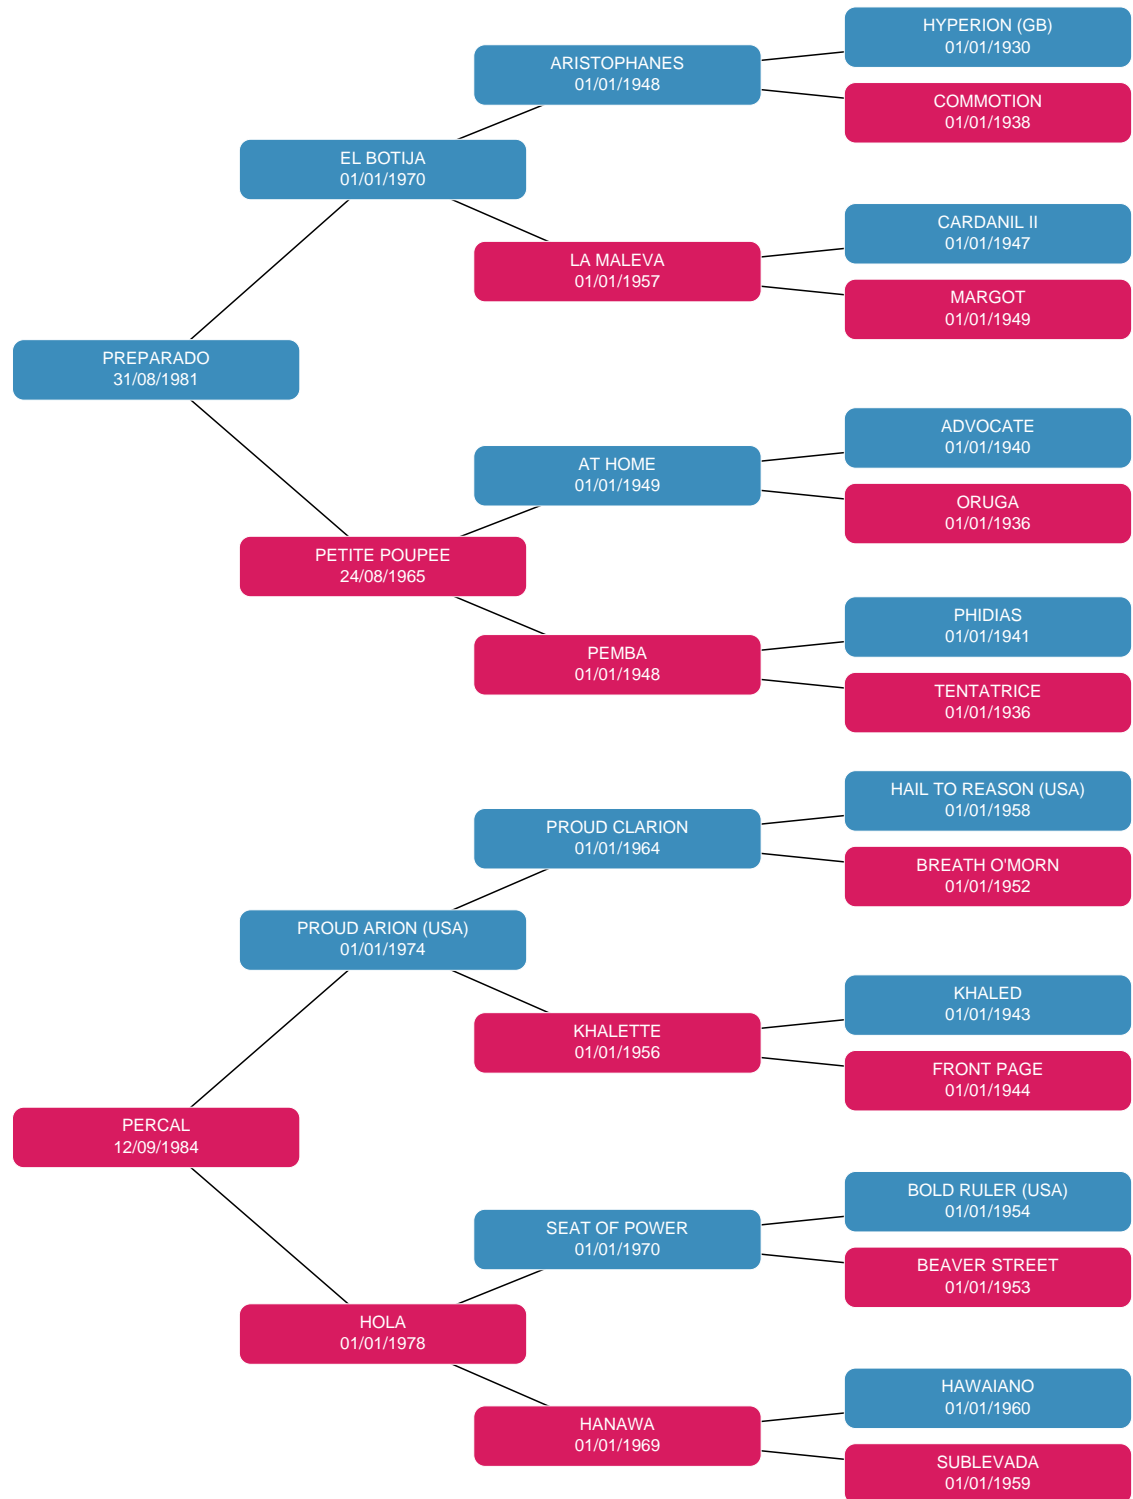 HYPERION (GB)
01/01/1930
ARISTOPHANES
01/01/1948
COMMOTION
01/01/1938
EL BOTIJA
01/01/1970
CARDANIL II
01/01/1947
LA MALEVA
01/01/1957
MARGOT
01/01/1949
PREPARADO
31/08/1981
ADVOCATE
01/01/1940
AT HOME
01/01/1949
ORUGA
01/01/1936
PETITE POUPEE
24/08/1965
PHIDIAS
01/01/1941
PEMBA
01/01/1948
TENTATRICE
01/01/1936
HAIL TO REASON (USA)
01/01/1958
PROUD CLARION
01/01/1964
BREATH O'MORN
01/01/1952
PROUD ARION (USA)
01/01/1974
KHALED
01/01/1943
KHALETTE
01/01/1956
FRONT PAGE
01/01/1944
PERCAL
12/09/1984
BOLD RULER (USA)
01/01/1954
SEAT OF POWER
01/01/1970
BEAVER STREET
01/01/1953
HOLA
01/01/1978
HAWAIANO
01/01/1960
HANAWA
01/01/1969
SUBLEVADA
01/01/1959